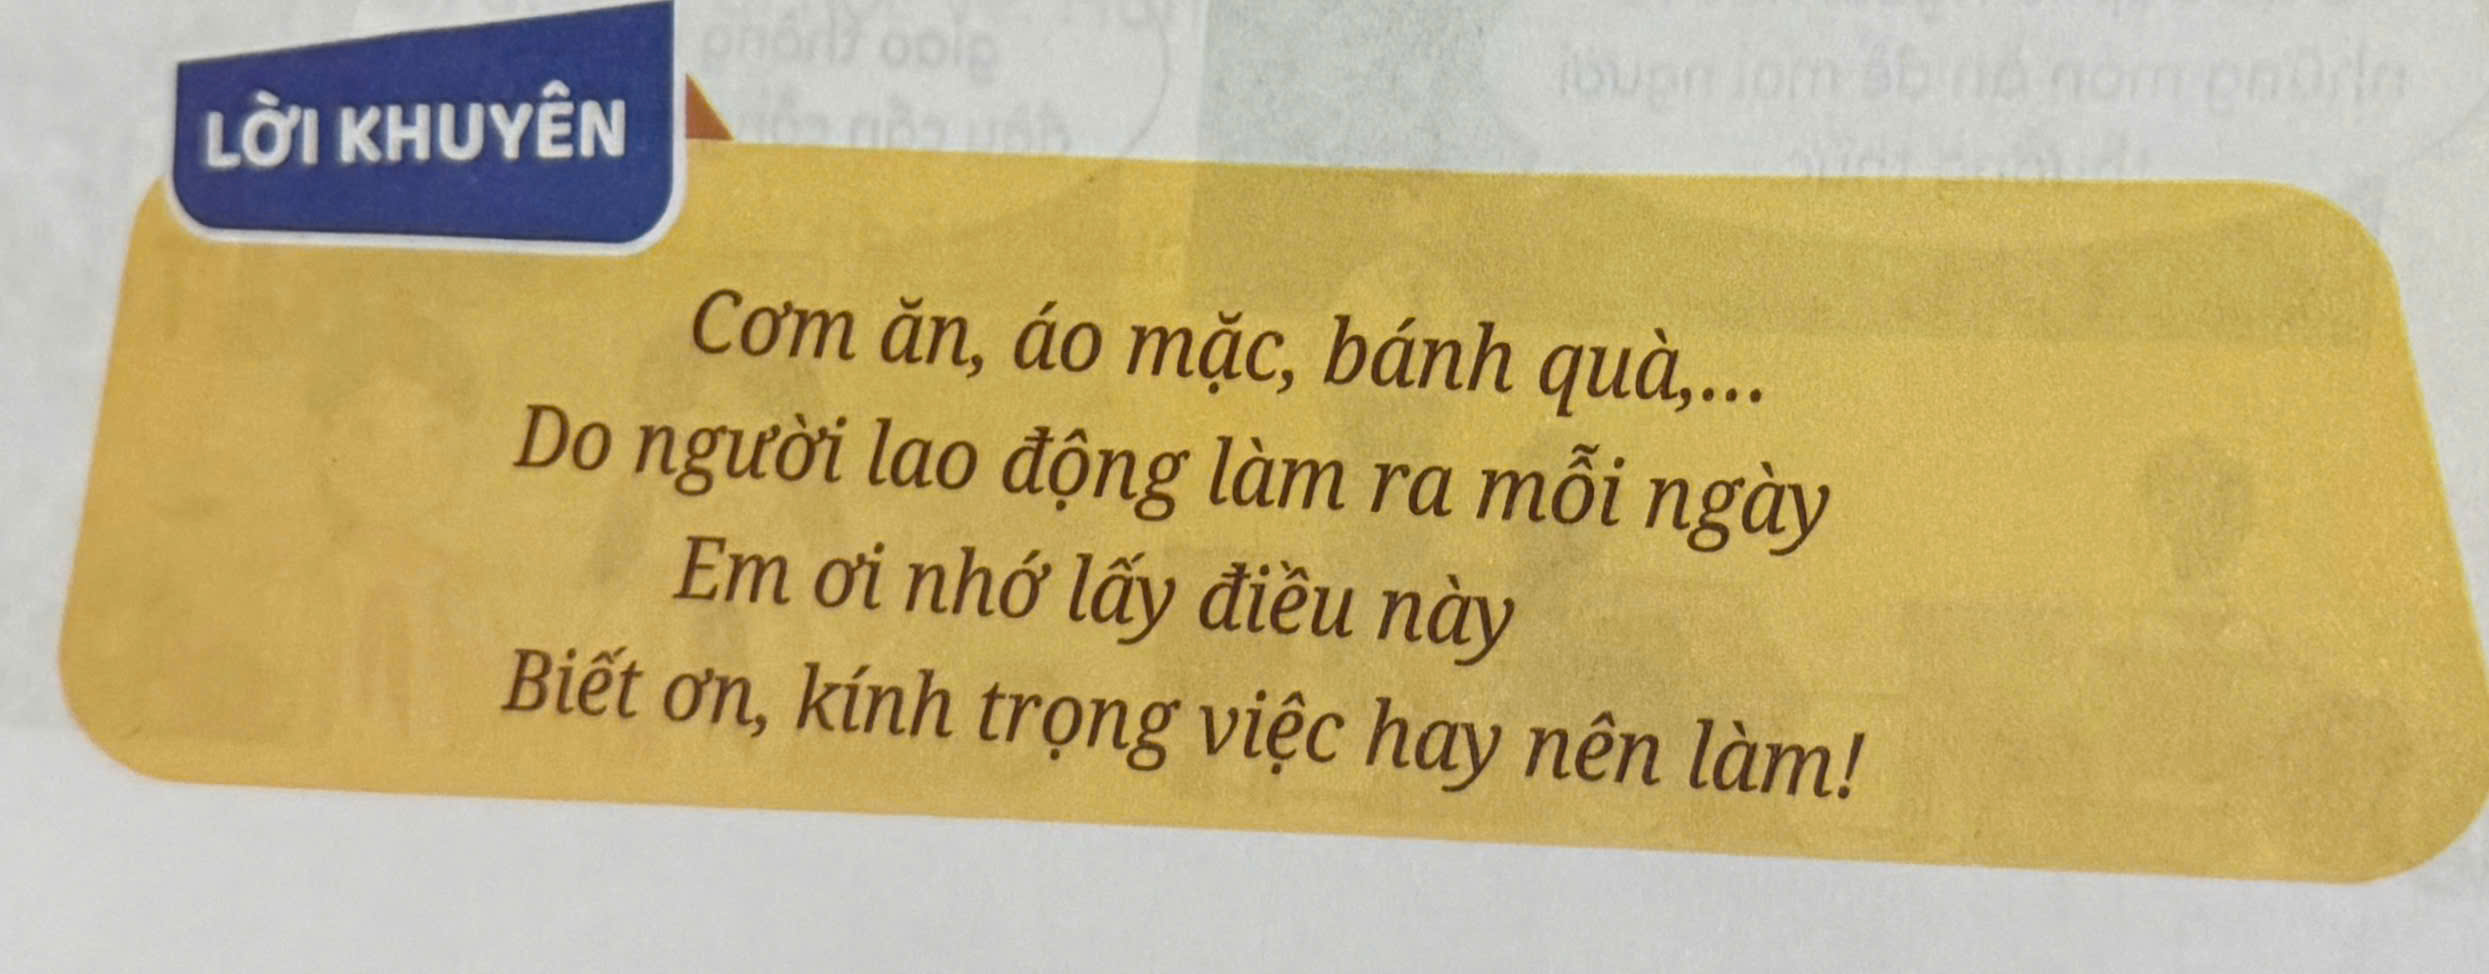 LỜI KHUYÊN
Cơm ăn, áo mặc, bánh quà,...
Do người lao động làm ra mỗi ngày
Em ơi nhớ lấy điều này
Biết ơn, kính trọng việc hay nên làm!